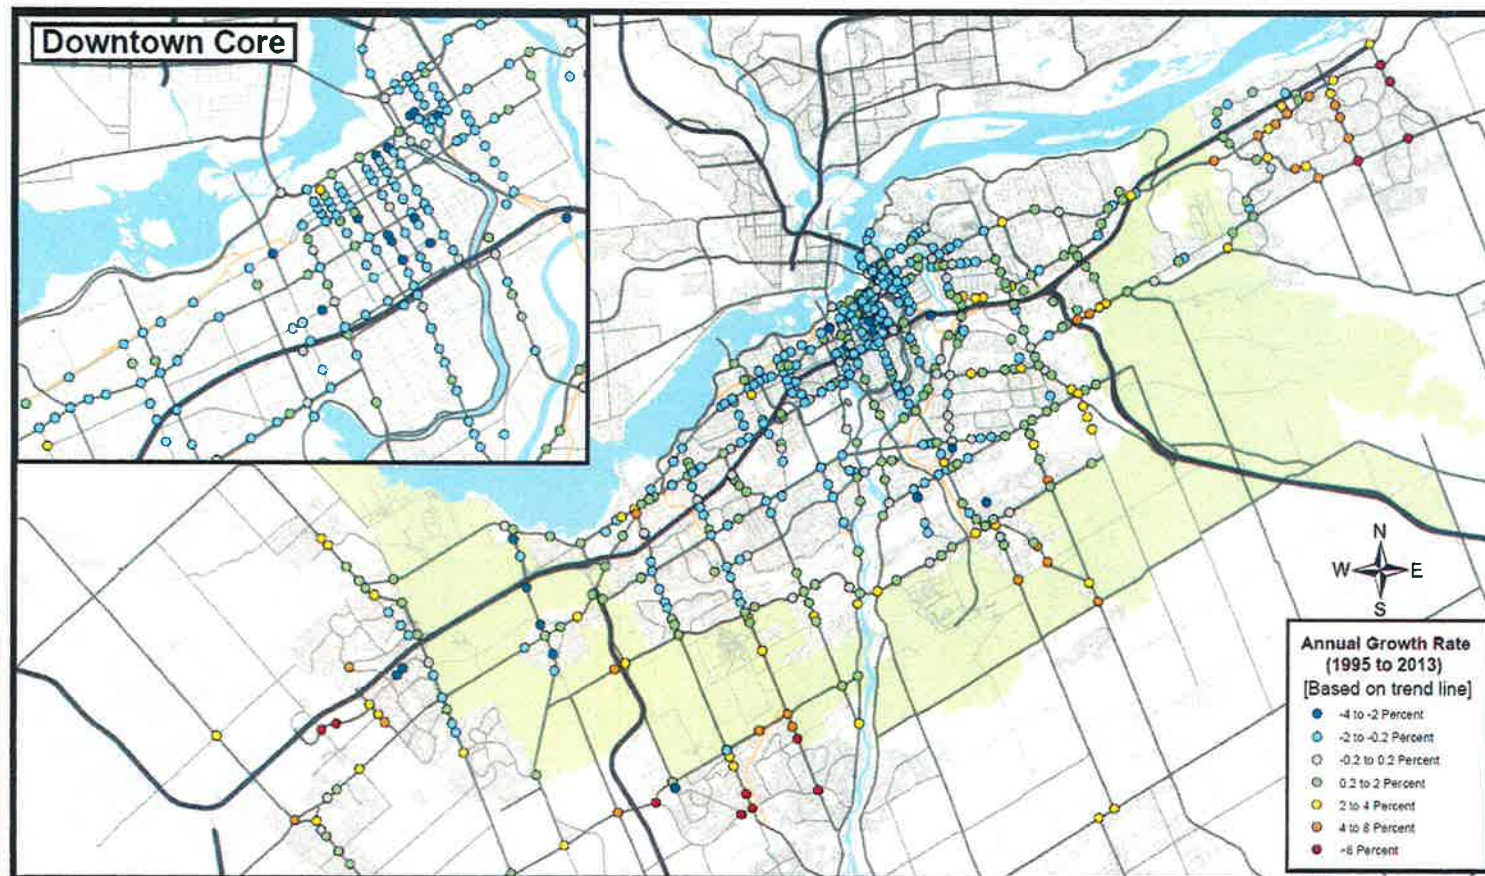 Downtown Core
N
W E
S
Annual Growth Rate
(1995 to 2013)
[Based on trend line]
-4 to -2 Percent
-2 to -0.2 Percent
-0.2 to 0.2 Percent
0.2 to 2 Percent
2 to 4 Percent
4 to 8 Percent
>8 Percent